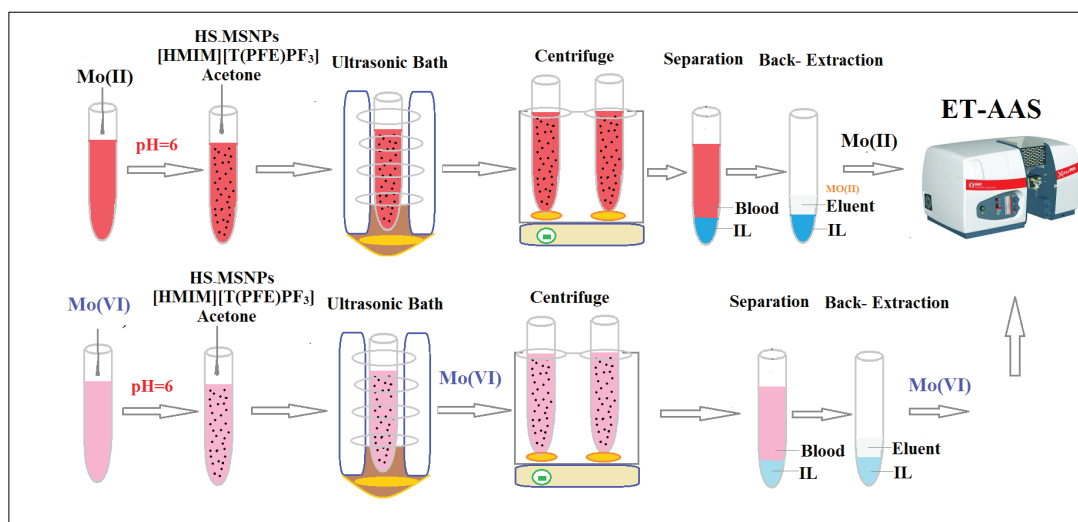 HS-MSNPs
[HMIM][T(PFE)PF3]
Acetone
Mo(II)
pH=6
Ultrasonic Bath
Centrifuge
Separation
Back- Extraction
Mo(II)
ET-AAS
MO(II)
Blood
Eluent
IL
IL
HS-MSNPs
[HMIM][T(PFE)PF3]
Acetone
Mo(VI)
pH=6
Ultrasonic Bath
Mo(VI)
Centrifuge
Separation
Back- Extraction
Mo(VI)
Blood
Eluent
IL
IL